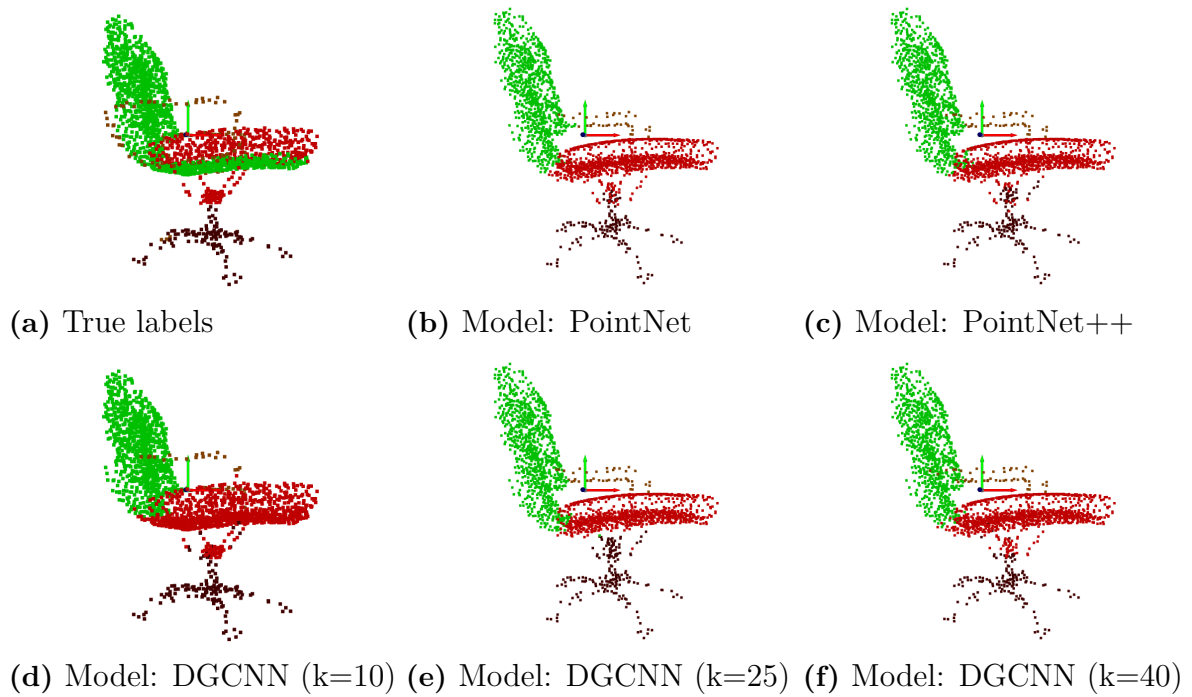 (a) True labels
(b) Model: PointNet
(c) Model: PointNet++
(d) Model: DGCNN (k=10)
(e) Model: DGCNN (k=25)
(f) Model: DGCNN (k=40)